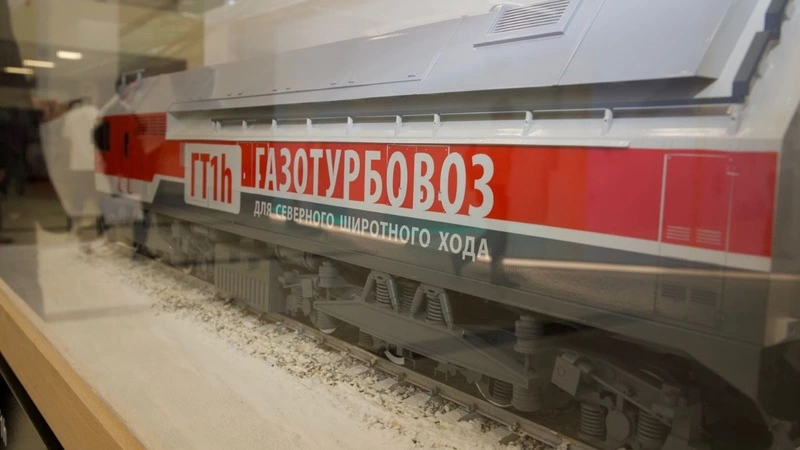 ГТ1h ГАЗОТУРБОВОЗ
ДЛЯ СЕВЕРНОГО ШИРОТНОГО ХОДА